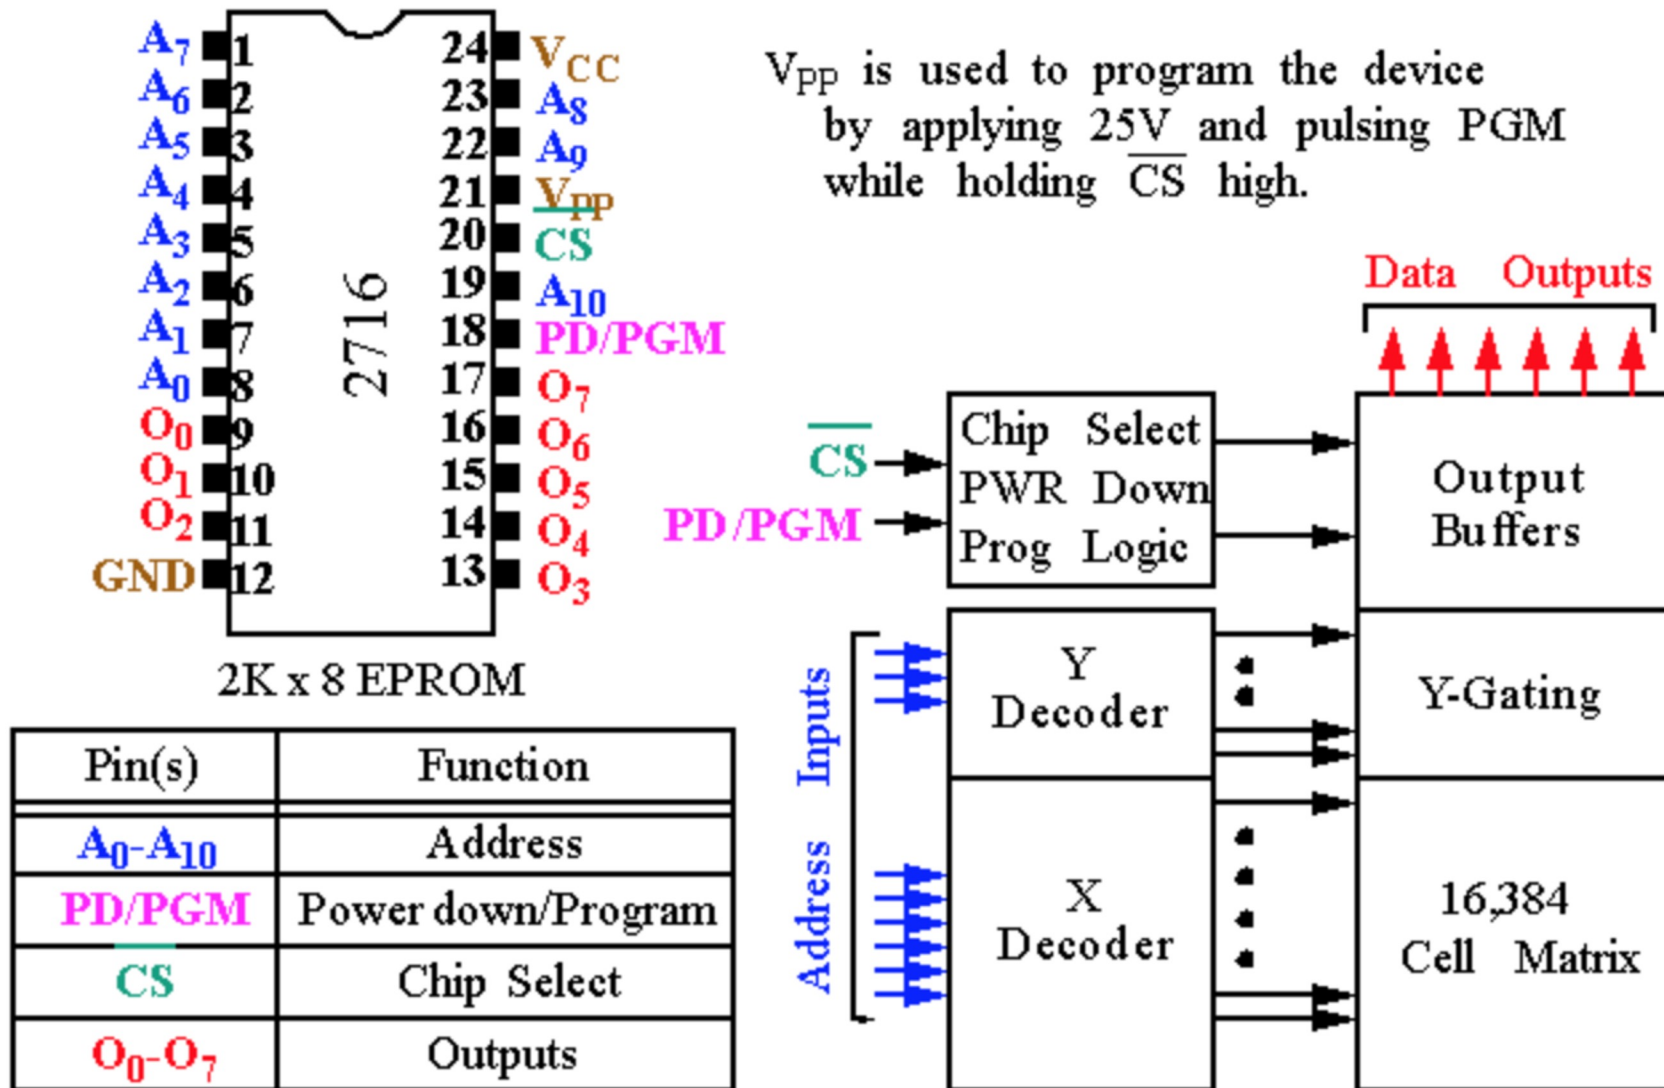 A7 1 24 VCC
A6 2 23 A8
A5 3 22 A9
A4 4 21 VPP
A3 5 20 C̅S̅
A2 6 19 A10
A1 7 18 PD/PGM
A0 8 17 O7
O0 9 16 O6
O1 10 15 O5
O2 11 14 O4
GND 12 13 O3
2716
2K x 8 EPROM
VPP is used to program the device
by applying 25V and pulsing PGM
while holding C̅S̅ high.
Pin(s) Function
A0-A10 Address
PD/PGM Power down/Program
C̅S̅ Chip Select
O0-O7 Outputs
Data Outputs
C̅S̅
PD/PGM
Chip Select
PWR Down
Prog Logic
Output
Buffers
Address Inputs
Y
Decoder
Y-Gating
X
Decoder
16,384
Cell Matrix